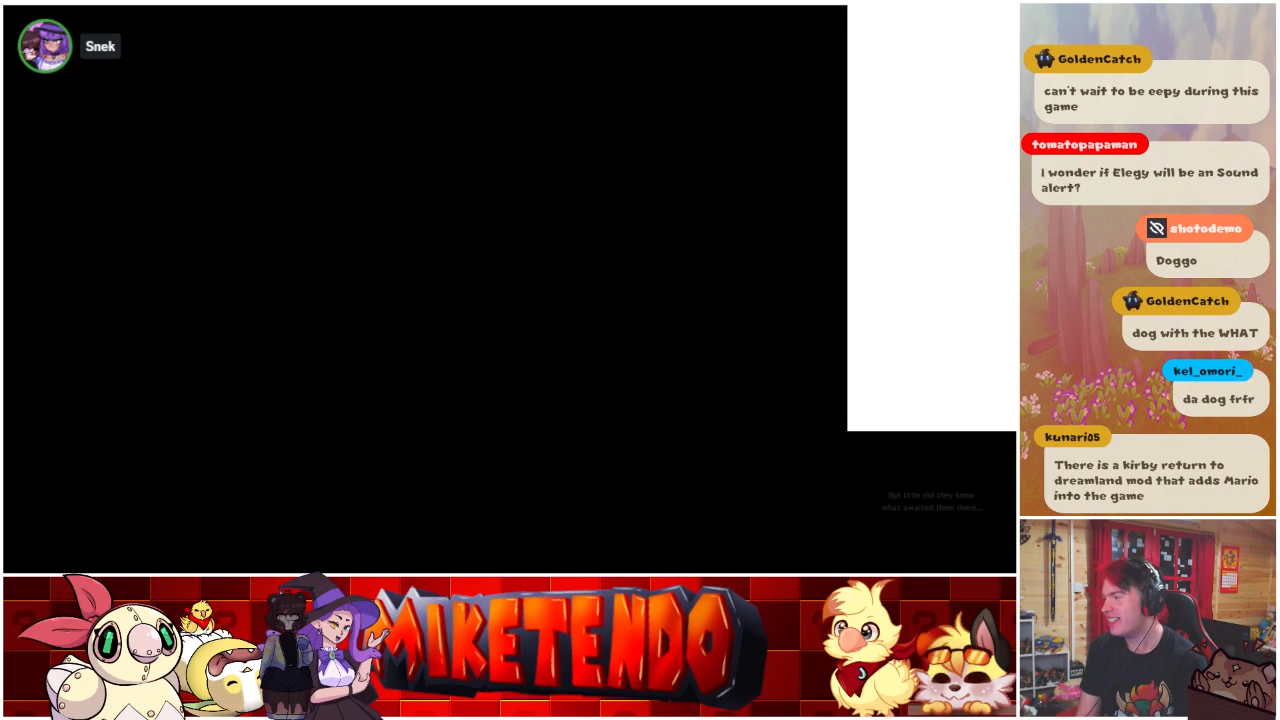 Snek
But little did they know
what awaited them there...
MIKETENDO
GoldenCatch
can't wait to be eepy during this
game
tomatopapaman
I wonder if Elegy will be an Sound
alert?
shotodemo
Doggo
GoldenCatch
dog with the WHAT
kel_omori_
da dog frfr
kunari05
There is a kirby return to
dreamland mod that adds Mario
into the game